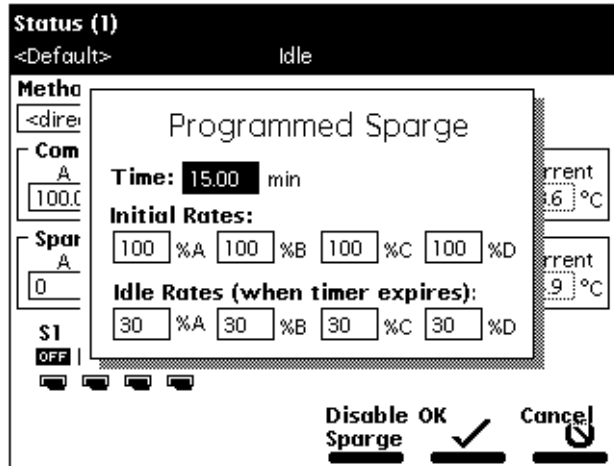 Status (1)
<Default> Idle
Metho
<dire
Programmed Sparge
Com
A
100.0
Time: 15.00 min
rrent
.6 °C
Initial Rates:
100 %A 100 %B 100 %C 100 %D
Spar
A
0
rrent
.9 °C
Idle Rates (when timer expires):
30 %A 30 %B 30 %C 30 %D
S1
OFF
Disable Sparge
OK
Cancel